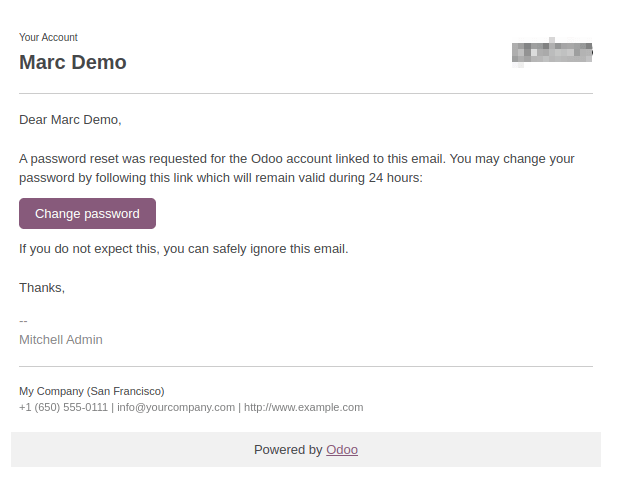 Your Account
Marc Demo
Dear Marc Demo,
A password reset was requested for the Odoo account linked to this email. You may change your
password by following this link which will remain valid during 24 hours:
Change password
If you do not expect this, you can safely ignore this email.
Thanks,
--
Mitchell Admin
My Company (San Francisco)
+1 (650) 555-0111 | info@yourcompany.com | http://www.example.com
Powered by Odoo